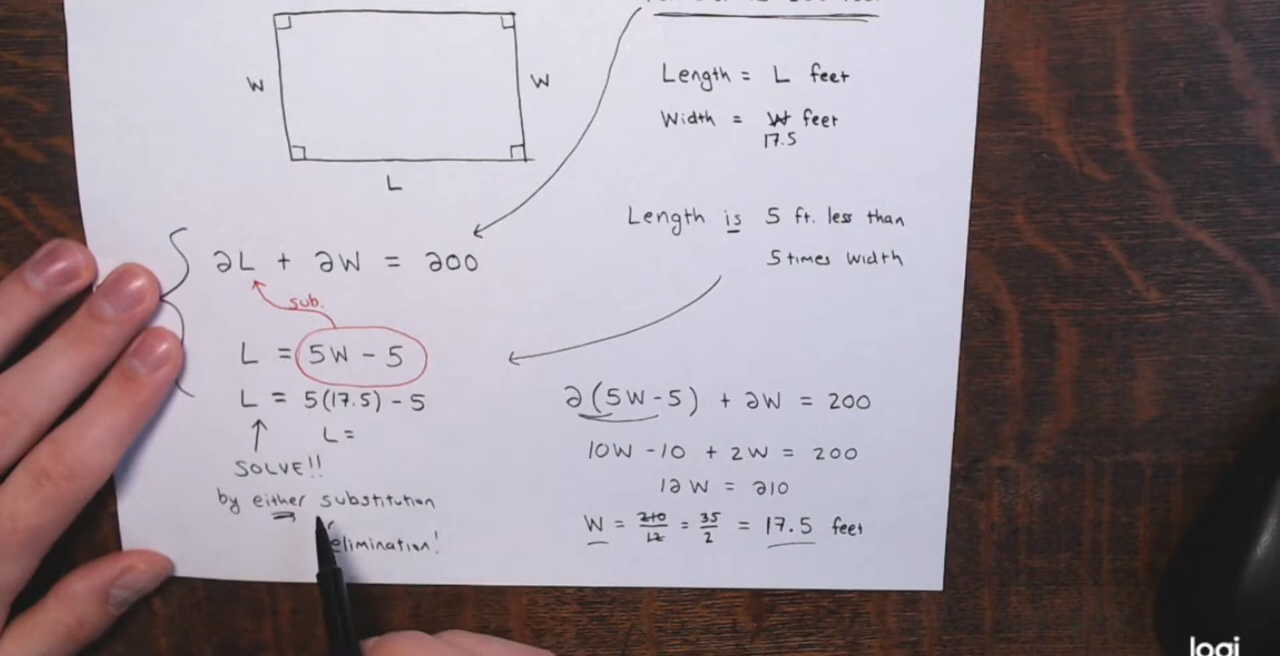 W
W
L
Length = L feet
Width = W feet
17.5
Length is 5 ft. less than
5 times width
2L + 2W = 200
sub.
L = 5W - 5
L = 5(17.5) - 5
L =
SOLVE!!
by either substitution
elimination!
2(5W-5) + 2W = 200
10W - 10 + 2W = 200
12W = 210
W = 210/12 = 35/2 = 17.5 feet
logi